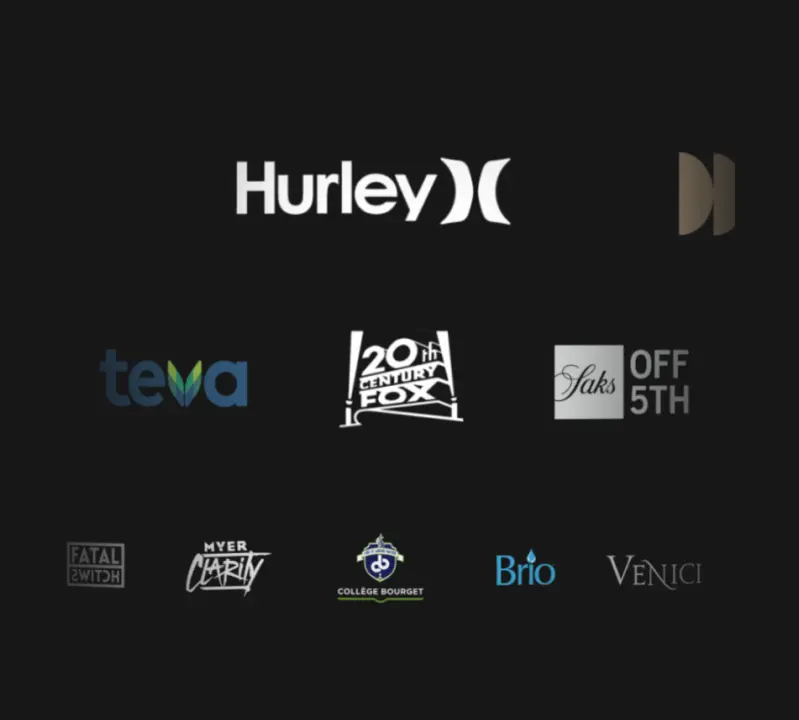 Hurley
teva
20th
CENTURY
FOX
Saks
OFF
5TH
FATAL
SWITCH
MYER
CLARITY
COLLÈGE BOURGET
Brio
VENICI